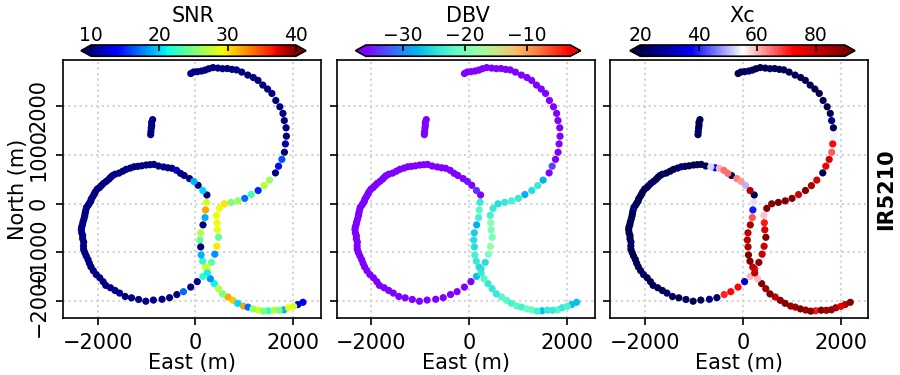 SNR
DBV
Xc
10 20 30 40
−30 −20 −10
20 40 60 80
North (m)
2000
1000
0
−1000
−2000
IR5210
−2000 0 2000
−2000 0 2000
−2000 0 2000
East (m)
East (m)
East (m)